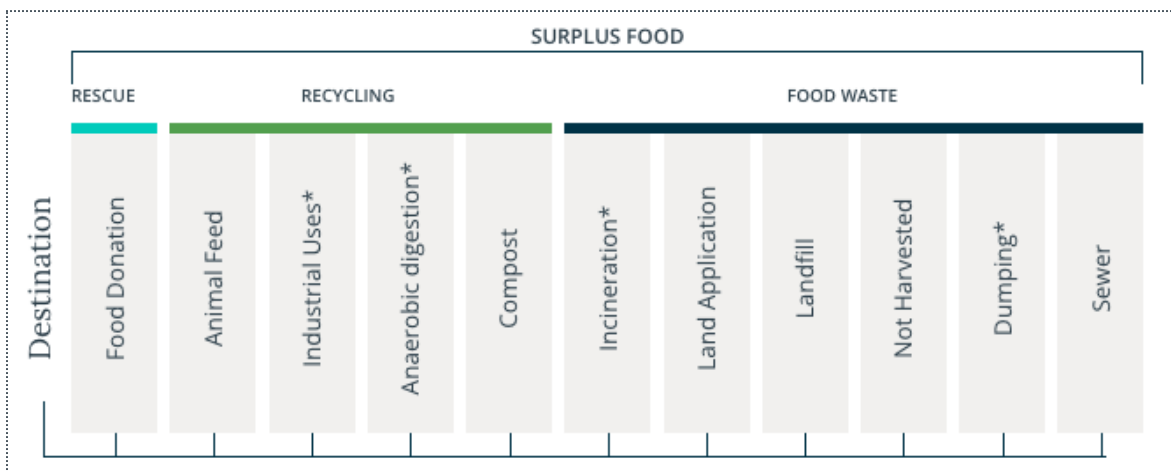 SURPLUS FOOD
RESCUE
RECYCLING
FOOD WASTE
Destination
Food Donation
Animal Feed
Industrial Uses*
Anaerobic digestion*
Compost
Incineration*
Land Application
Landfill
Not Harvested
Dumping*
Sewer